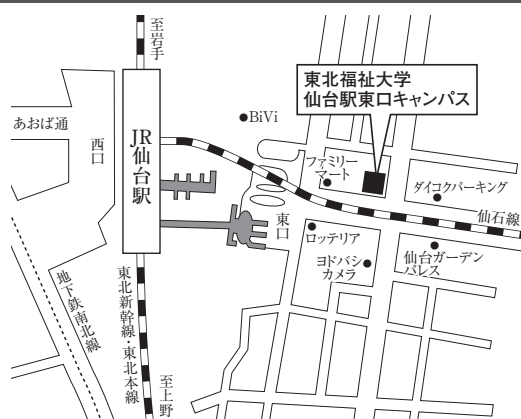 至岩手
東北福祉大学
仙台駅東口キャンパス
●BiVi
あおば通
西口
JR仙台駅
ファミリー
マート
ダイコクパーキング
仙石線
東口
ロッテリア
ヨドバシ
カメラ
仙台ガーデン
パレス
地下鉄南北線
東北新幹線・東北本線
至上野